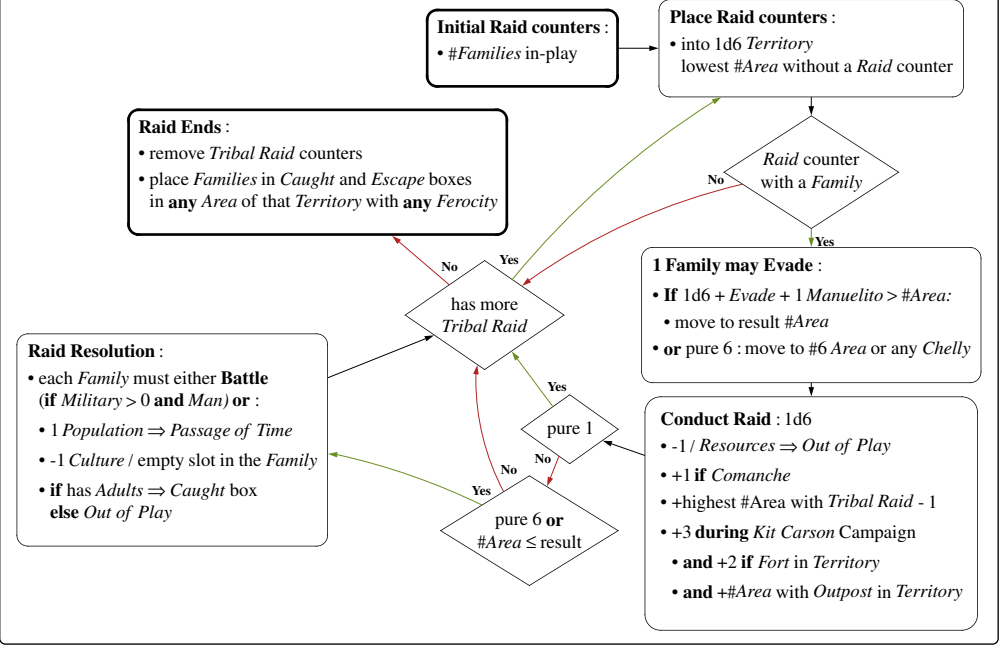 Initial Raid counters :
• #Families in-play
Place Raid counters :
• into 1d6 Territory
lowest #Area without a Raid counter
Raid counter
with a Family
No
Yes
1 Family may Evade :
• If 1d6 + Evade + 1 Manuelito > #Area:
• move to result #Area
• or pure 6 : move to #6 Area or any Chelly
Conduct Raid : 1d6
• -1 / Resources ⇒ Out of Play
• +1 if Comanche
• +highest #Area with Tribal Raid - 1
• +3 during Kit Carson Campaign
• and +2 if Fort in Territory
• and +#Area with Outpost in Territory
pure 1
Yes
No
pure 6 or
#Area ≤ result
Yes
No
Raid Resolution :
• each Family must either Battle
(if Military > 0 and Man) or :
• 1 Population ⇒ Passage of Time
• -1 Culture / empty slot in the Family
• if has Adults ⇒ Caught box
else Out of Play
has more
Tribal Raid
No
Yes
Raid Ends :
• remove Tribal Raid counters
• place Families in Caught and Escape boxes
in any Area of that Territory with any Ferocity